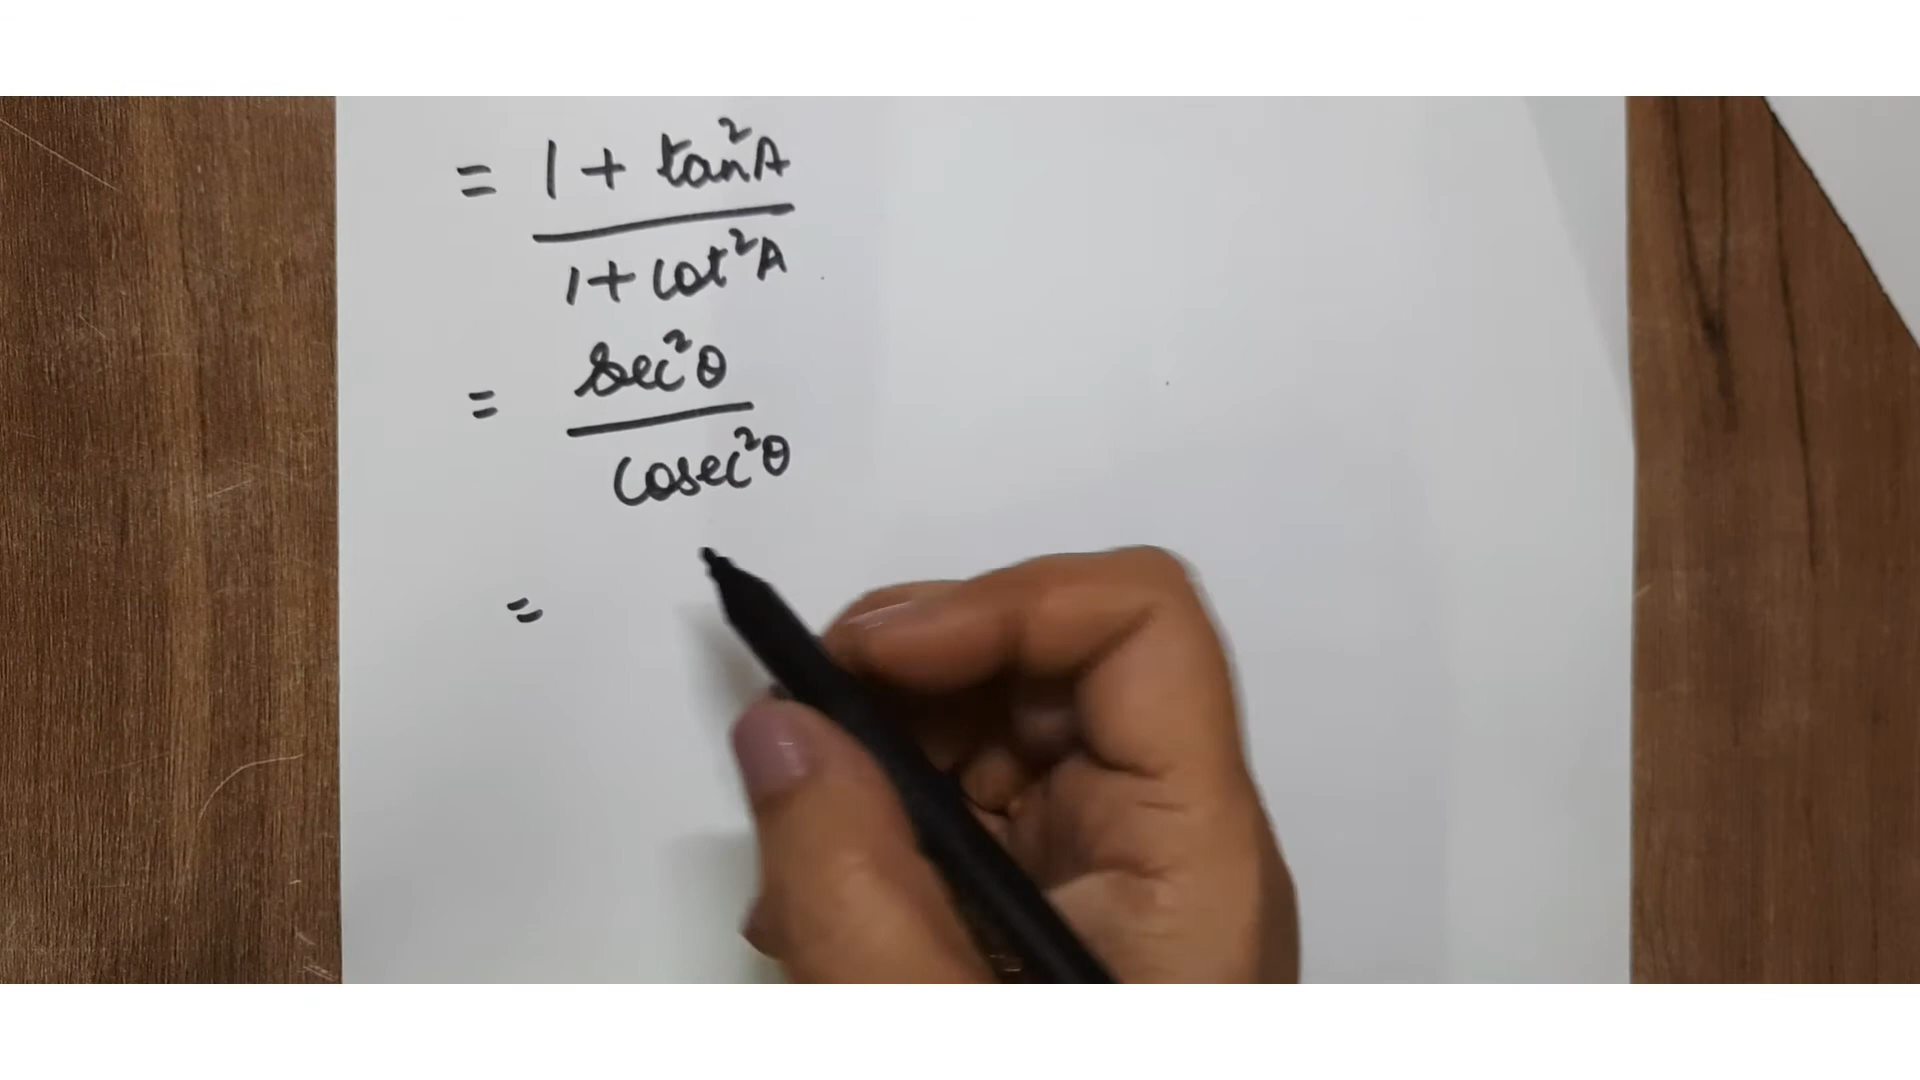 = 1 + tan²A
1 + cot²A
= sec²θ
cosec²θ
=